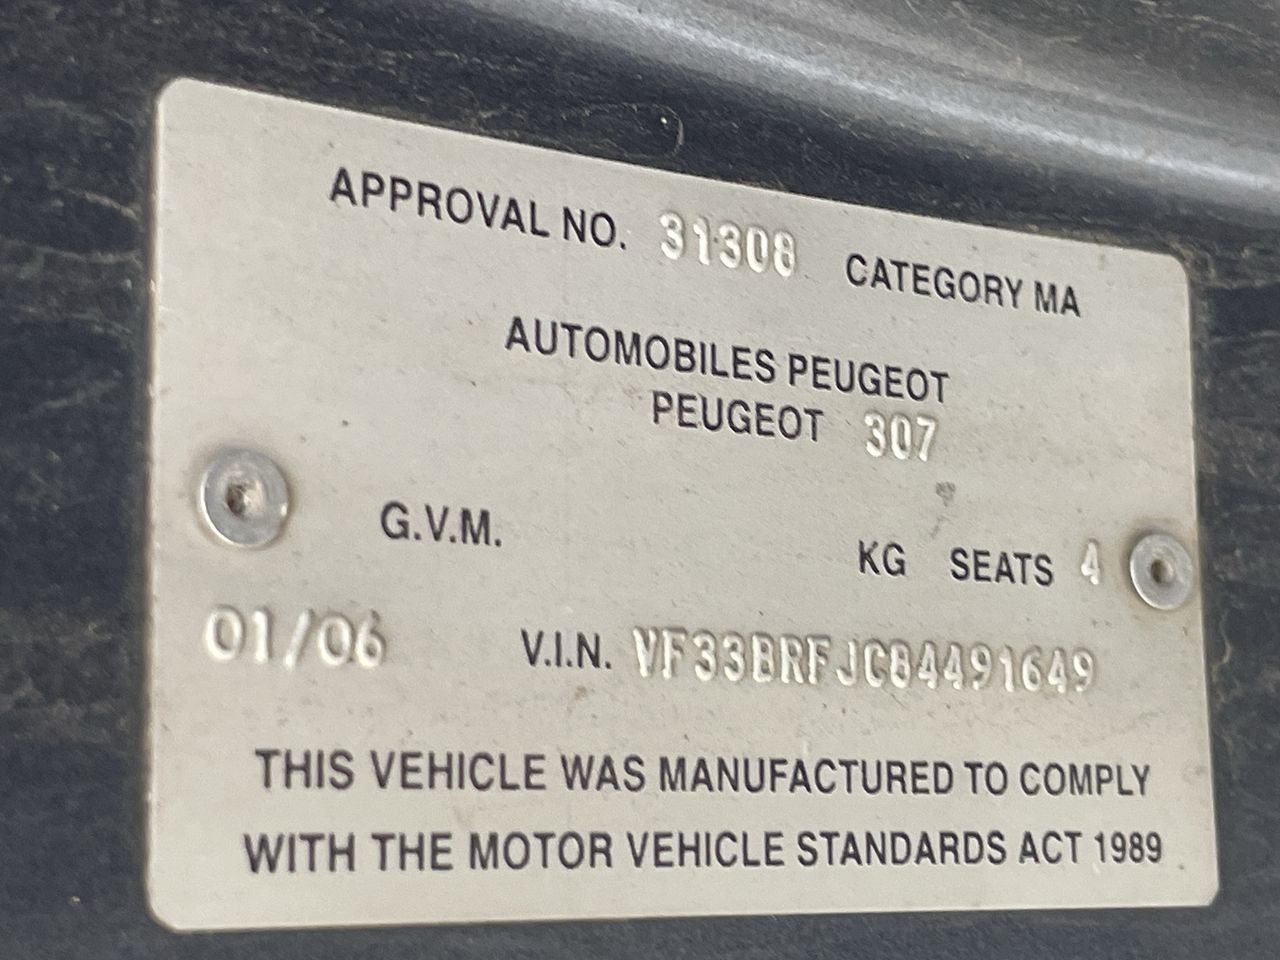 APPROVAL NO. 31308 CATEGORY MA
AUTOMOBILES PEUGEOT
PEUGEOT 307
G.V.M. KG SEATS 4
01/06 V.I.N. VF33BRFJC84491649
THIS VEHICLE WAS MANUFACTURED TO COMPLY
WITH THE MOTOR VEHICLE STANDARDS ACT 1989